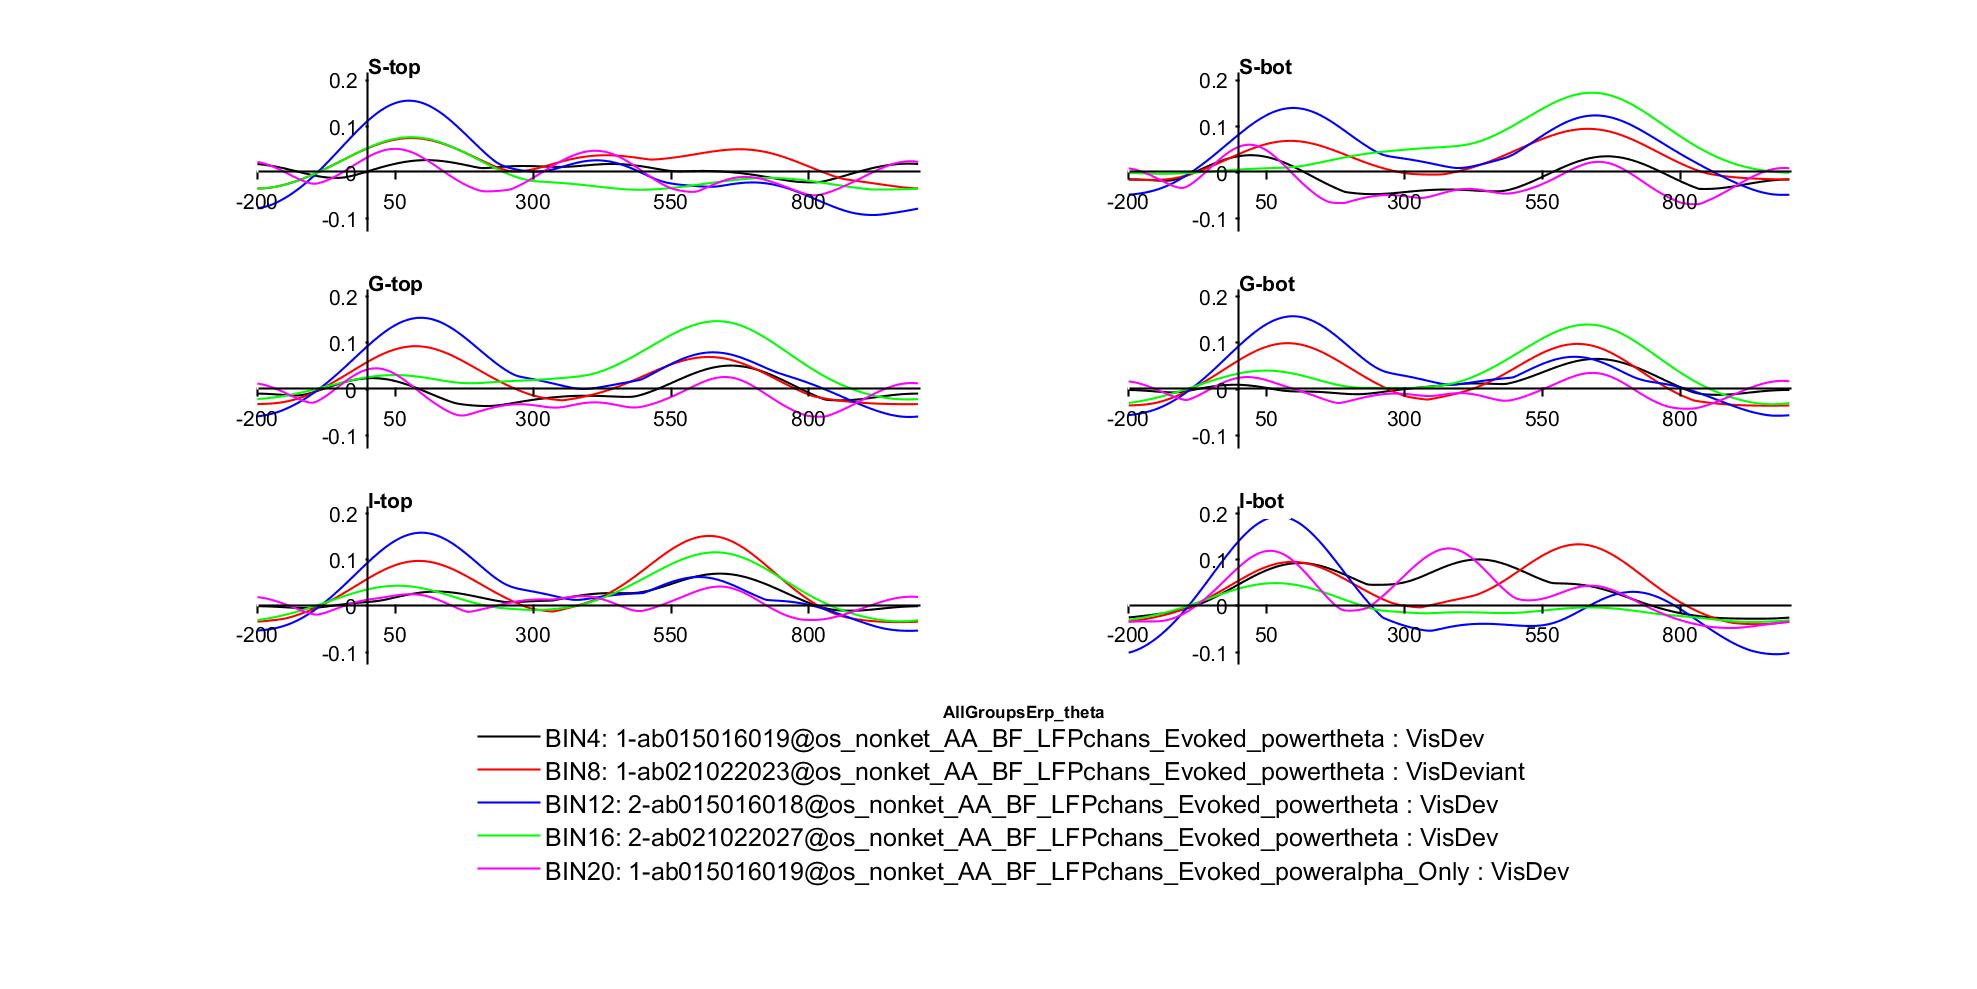 S-top
0.2
0.1
0
-0.1
-200 50 300 550 800
S-bot
0.2
0.1
0
-0.1
-200 50 300 550 800
G-top
0.2
0.1
0
-0.1
-200 50 300 550 800
G-bot
0.2
0.1
0
-0.1
-200 50 300 550 800
I-top
0.2
0.1
0
-0.1
-200 50 300 550 800
I-bot
0.2
0.1
0
-0.1
-200 50 300 550 800
AllGroupsErp_theta
BIN4: 1-ab015016019@os_nonket_AA_BF_LFPchans_Evoked_powertheta : VisDev
BIN8: 1-ab021022023@os_nonket_AA_BF_LFPchans_Evoked_powertheta : VisDeviant
BIN12: 2-ab015016018@os_nonket_AA_BF_LFPchans_Evoked_powertheta : VisDev
BIN16: 2-ab021022027@os_nonket_AA_BF_LFPchans_Evoked_powertheta : VisDev
BIN20: 1-ab015016019@os_nonket_AA_BF_LFPchans_Evoked_poweralpha_Only : VisDev